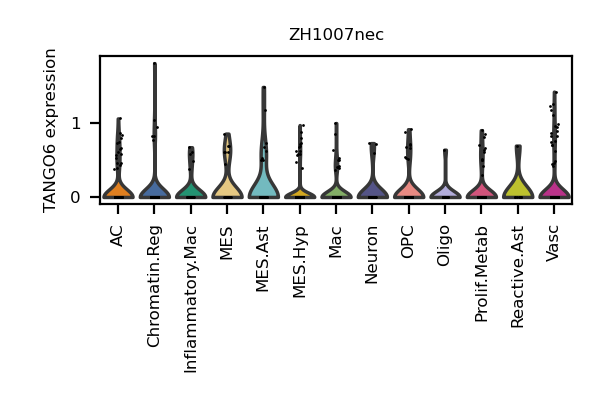 ZH1007nec
TANGO6 expression
1
0
AC
Chromatin.Reg
Inflammatory.Mac
MES
MES.Ast
MES.Hyp
Mac
Neuron
OPC
Oligo
Prolif.Metab
Reactive.Ast
Vasc